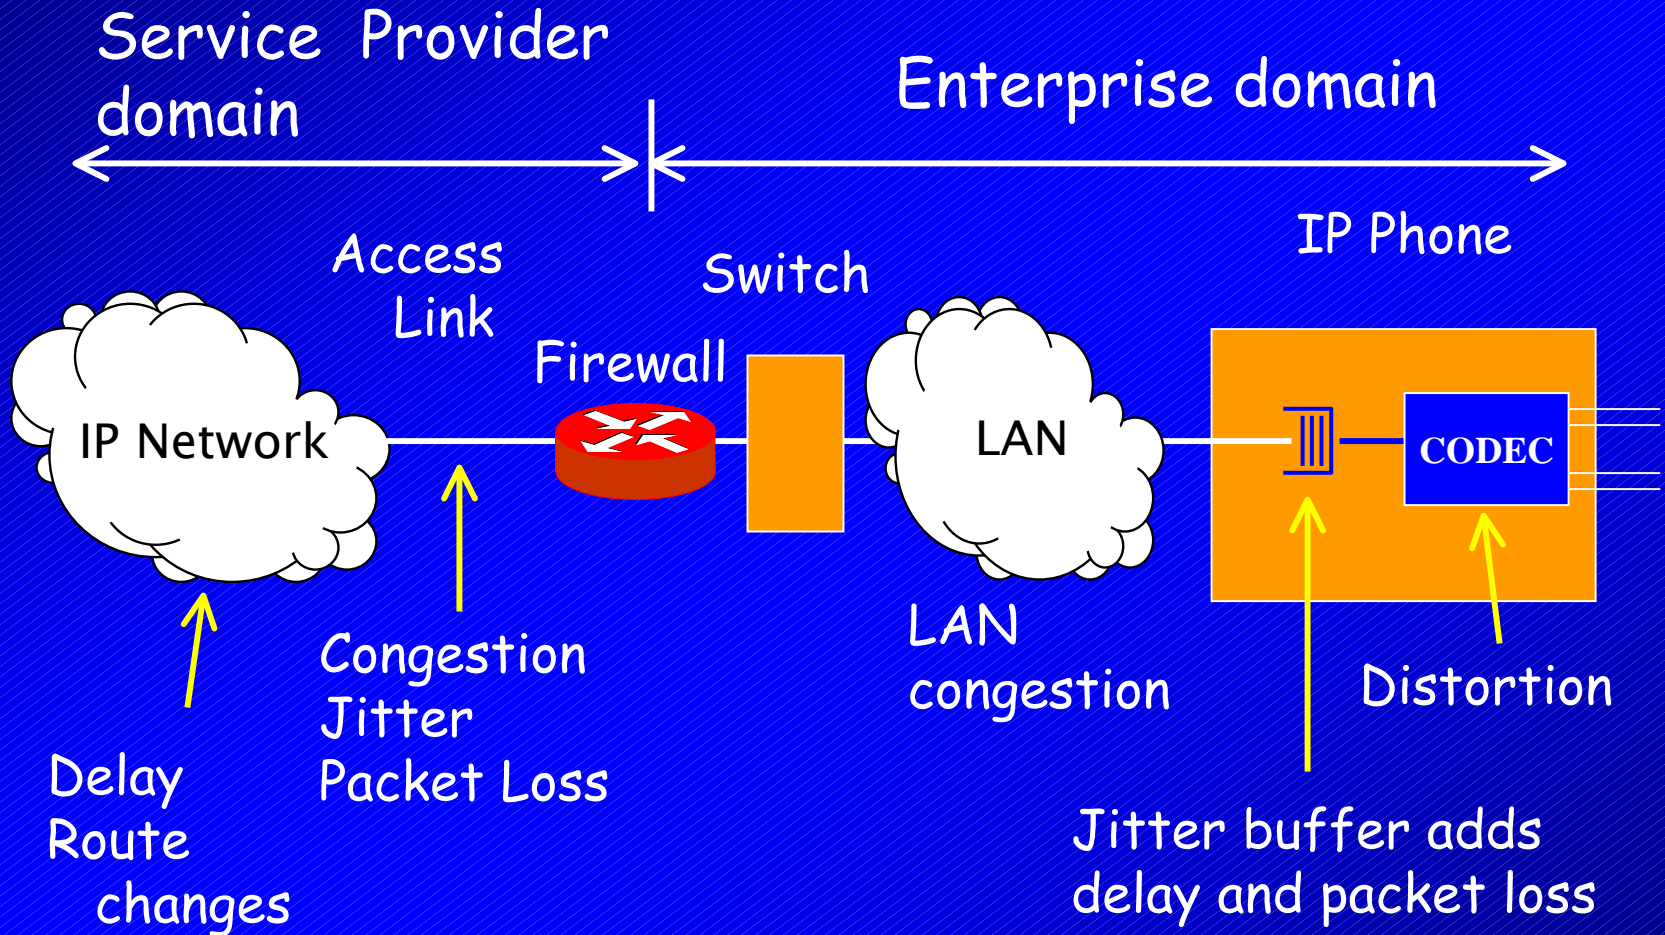 Service Provider
domain
Enterprise domain
IP Phone
Access
Link
Switch
Firewall
IP Network
LAN
CODEC
LAN
congestion
Congestion
Jitter
Packet Loss
Distortion
Delay
Route
changes
Jitter buffer adds
delay and packet loss